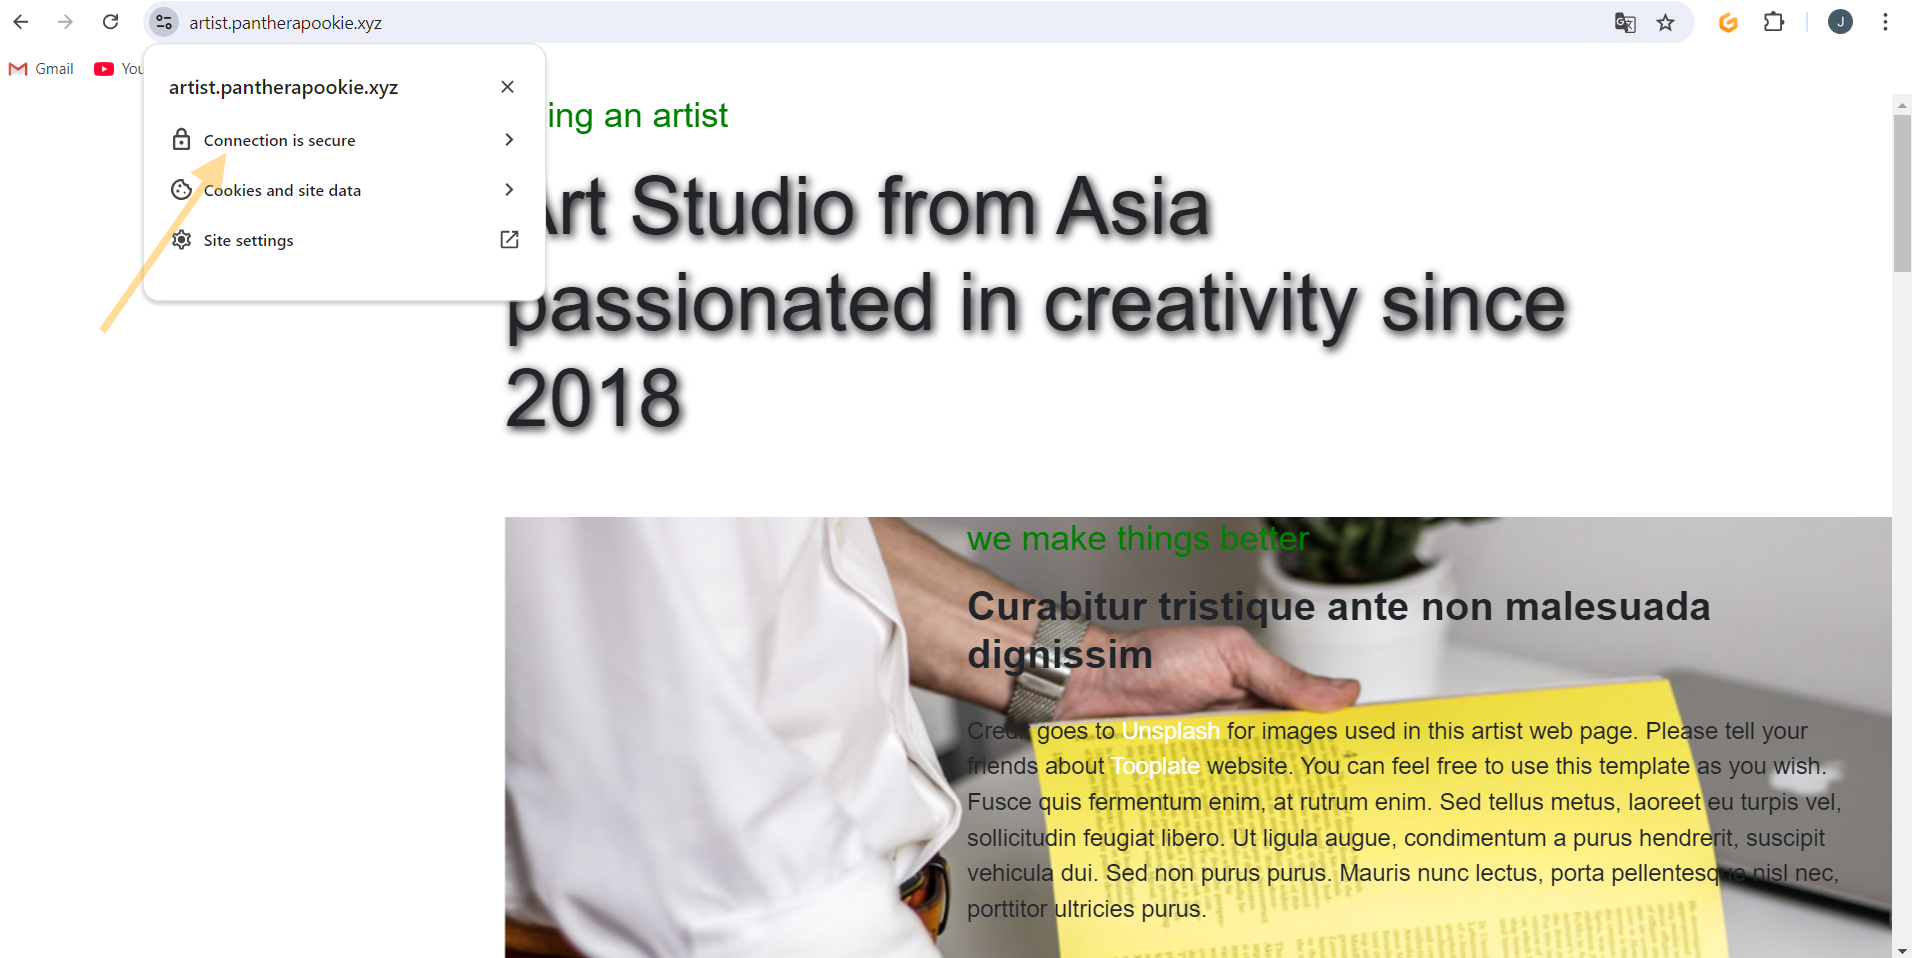 artist.pantherapookie.xyz
J
Gmail
You
artist.pantherapookie.xyz
Connection is secure
Cookies and site data
Site settings
ing an artist
Art Studio from Asia
passionated in creativity since
2018
we make things better
Curabitur tristique ante non malesuada
dignissim
Credit goes to Unsplash for images used in this artist web page. Please tell your
friends about Tooplate website. You can feel free to use this template as you wish.
Fusce quis fermentum enim, at rutrum enim. Sed tellus metus, laoreet eu turpis vel,
sollicitudin feugiat libero. Ut ligula augue, condimentum a purus hendrerit, suscipit
vehicula dui. Sed non purus purus. Mauris nunc lectus, porta pellentesque nisl nec,
porttitor ultricies purus.